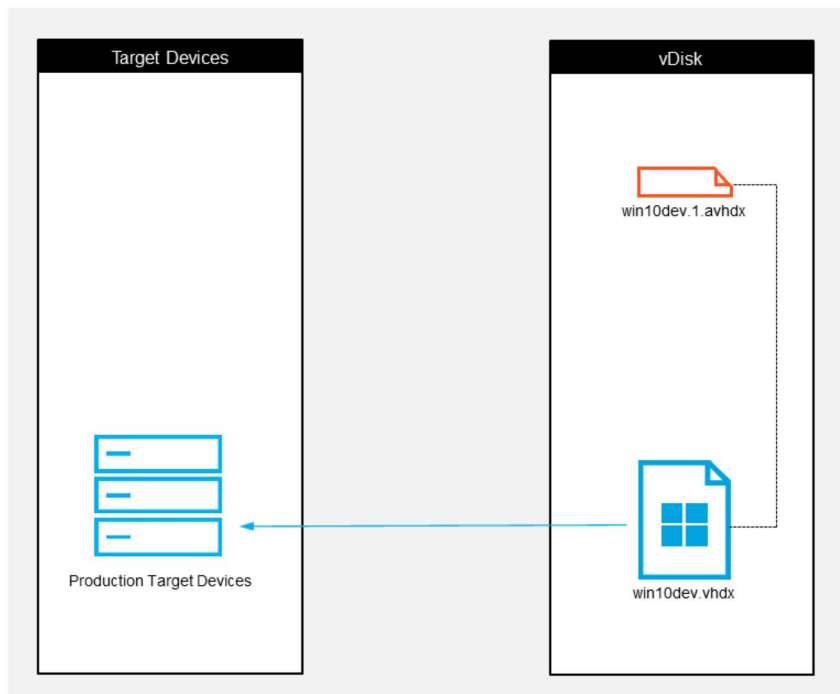 Target Devices
vDisk
win10dev.1.avhdx
Production Target Devices
win10dev.vhdx